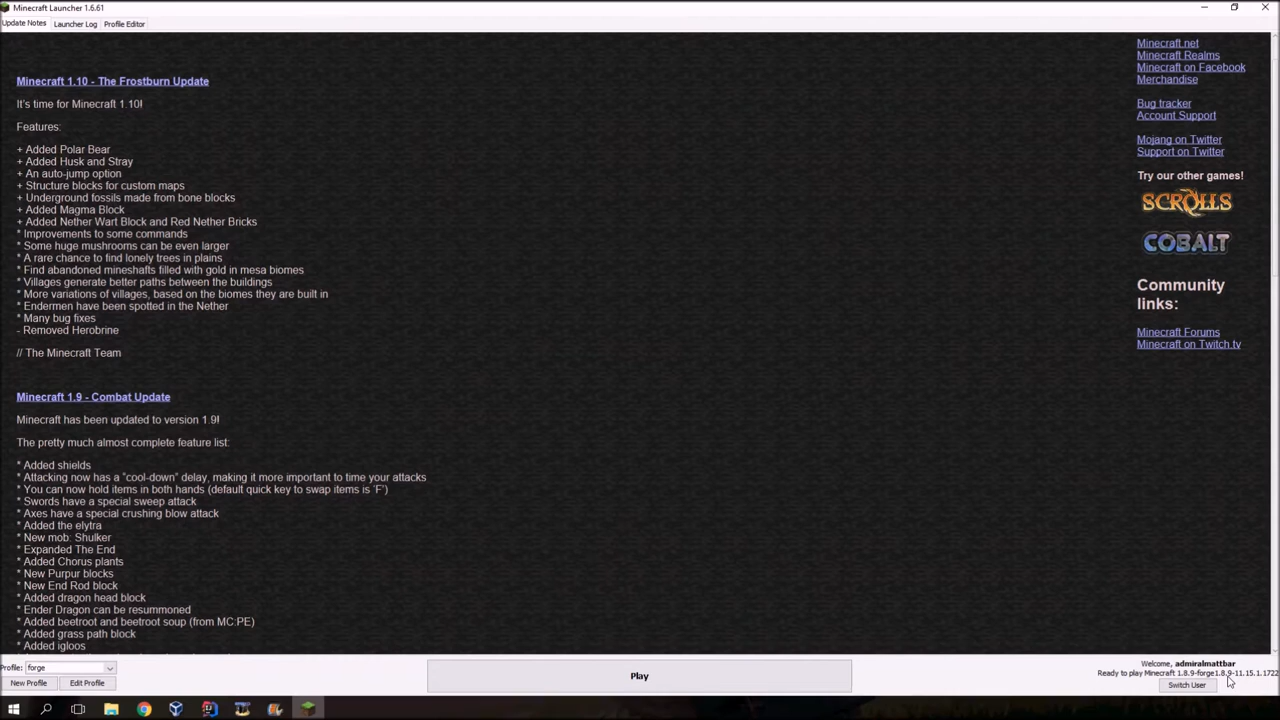 Minecraft Launcher 1.6.61
Update Notes Launcher Log Profile Editor
Minecraft 1.10 - The Frostburn Update
It's time for Minecraft 1.10!
Features:
+ Added Polar Bear
+ Added Husk and Stray
+ An auto-jump option
+ Structure blocks for custom maps
+ Underground fossils made from bone blocks
+ Added Magma Block
+ Added Nether Wart Block and Red Nether Bricks
* Improvements to some commands
* Some huge mushrooms can be even larger
* A rare chance to find lonely trees in plains
* Find abandoned mineshafts filled with gold in mesa biomes
* Villages generate better paths between the buildings
* More variations of villages, based on the biomes they are built in
* Endermen have been spotted in the Nether
* Many bug fixes
- Removed Herobrine
// The Minecraft Team
Minecraft 1.9 - Combat Update
Minecraft has been updated to version 1.9!
The pretty much almost complete feature list:
* Added shields
* Attacking now has a "cool-down" delay, making it more important to time your attacks
* You can now hold items in both hands (default quick key to swap items is 'F')
* Swords have a special sweep attack
* Axes have a special crushing blow attack
* Added the elytra
* New mob: Shulker
* Expanded The End
* Added Chorus plants
* New Purpur blocks
* New End Rod block
* Added dragon head block
* Ender Dragon can be resummoned
* Added beetroot and beetroot soup (from MC:PE)
* Added grass path block
* Added igloos
Minecraft.net
Minecraft Realms
Minecraft on Facebook
Merchandise
Bug tracker
Account Support
Mojang on Twitter
Support on Twitter
Try our other games!
SCROLLS
COBALT
Community
links:
Minecraft Forums
Minecraft on Twitch.tv
Profile: forge
New Profile Edit Profile
Play
Welcome, admiralmattbar
Ready to play Minecraft 1.8.9-forge1.8.9-11.15.1.1722
Switch User